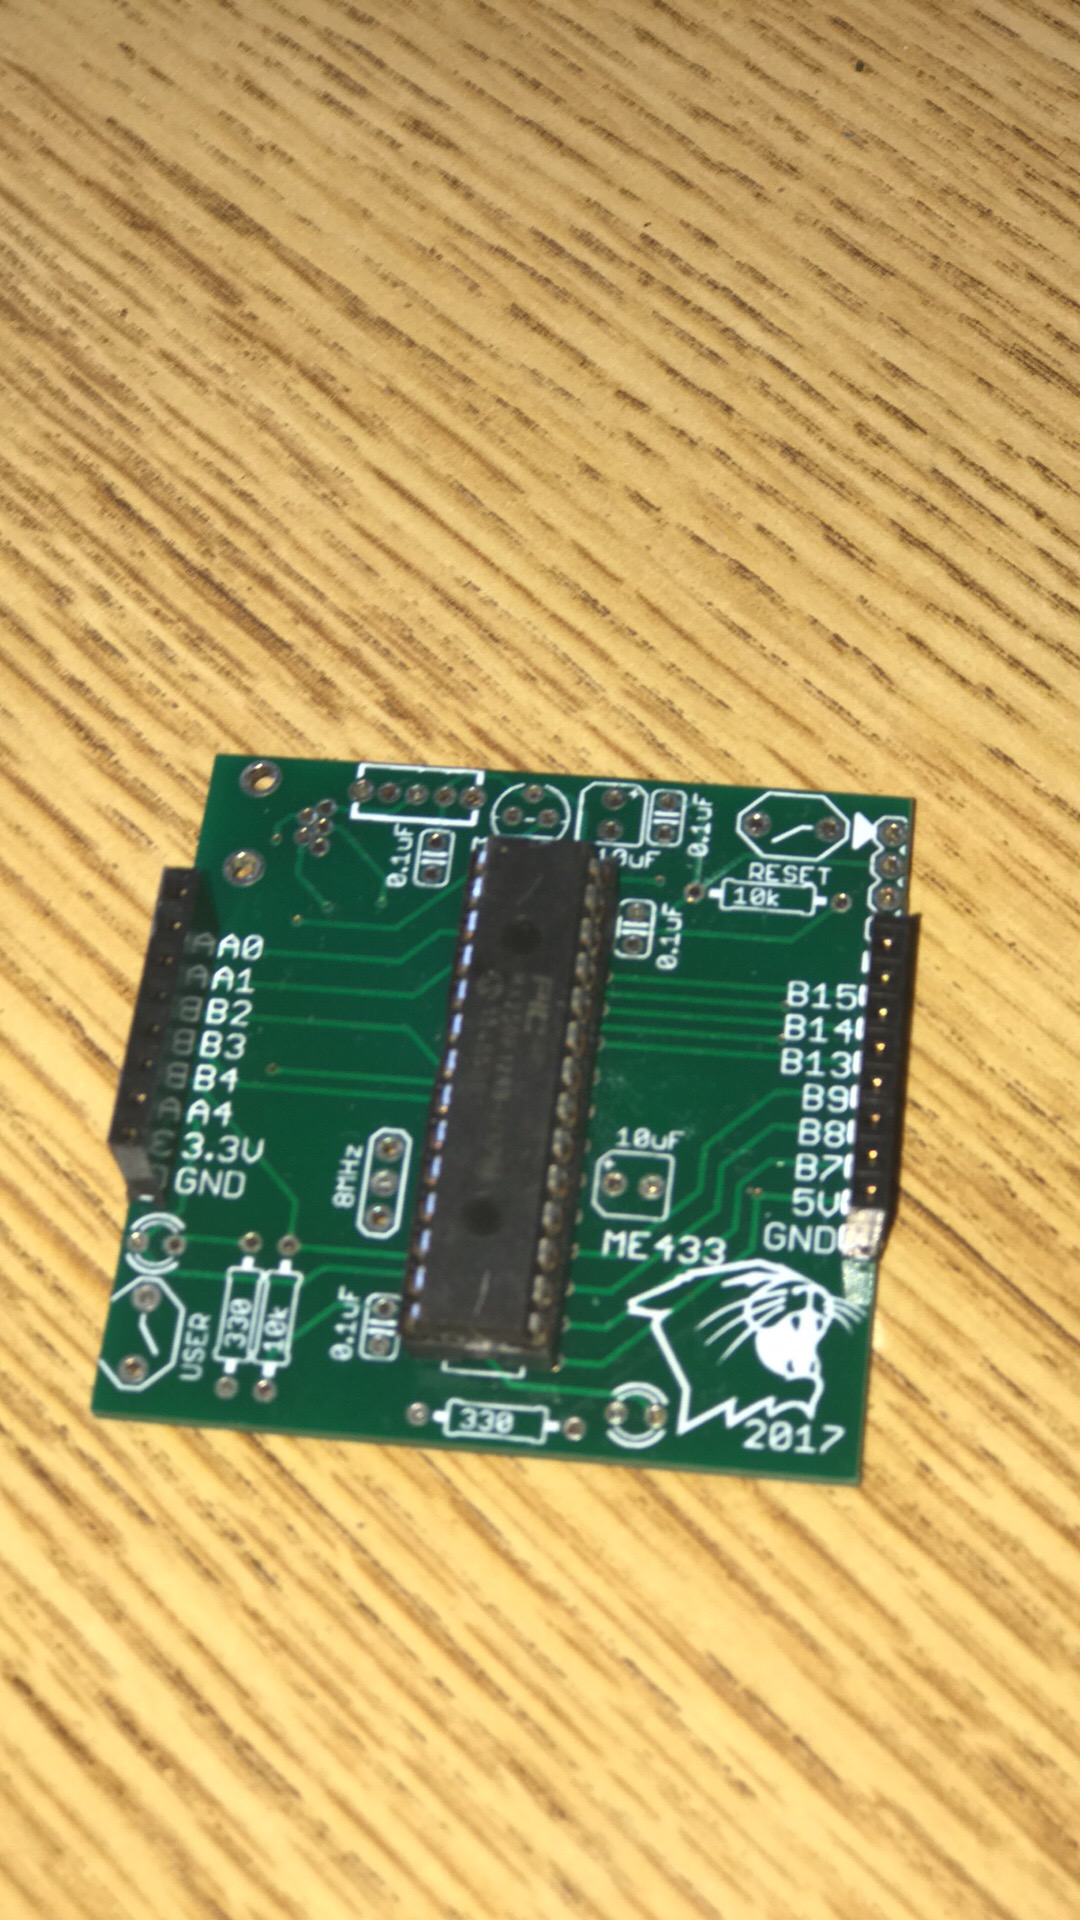 0.1uF
10uF
0.1uF
RESET
10k
0.1uF
A0
A1
B2
B3
B4
A4
3.3V
GND
B15
B14
B13
B9
B8
B7
5V
GND
8MHz
10uF
ME433
PIC
USER
330
10k
0.1uF
330
2017